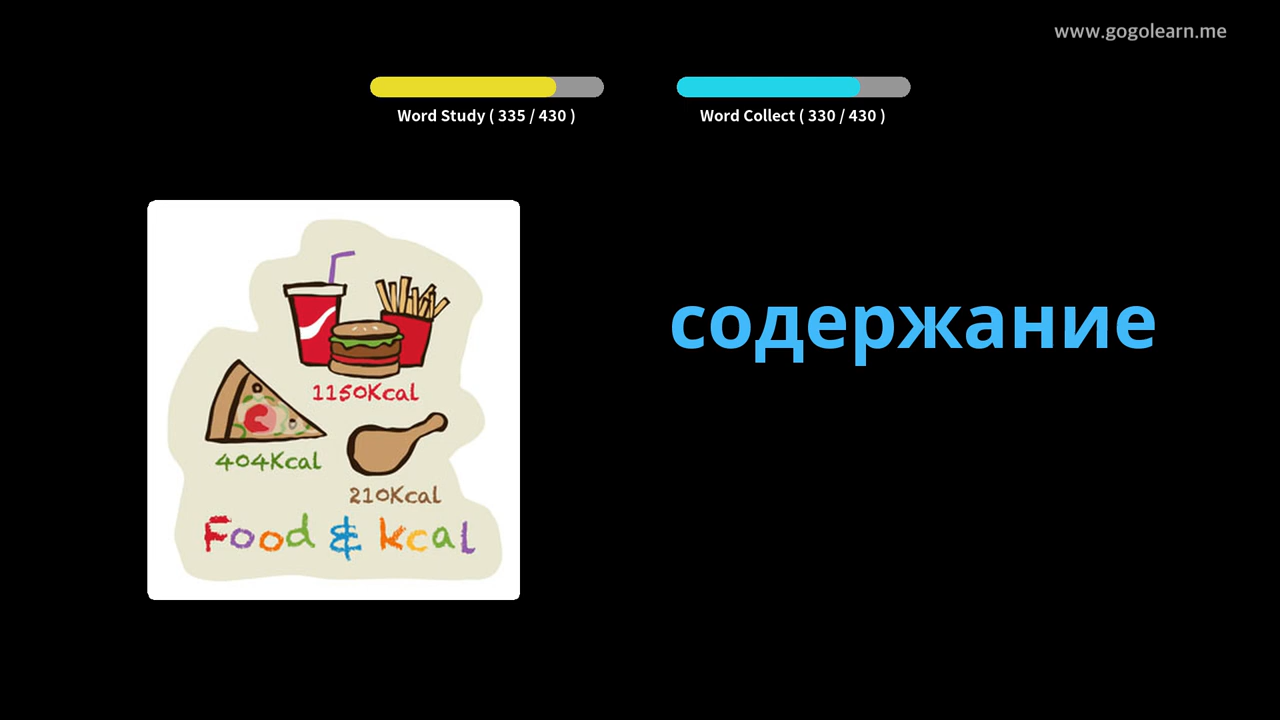 www.gogolearn.me
Word Study ( 335 / 430 )
Word Collect ( 330 / 430 )
содержание
1150Kcal
404Kcal
210Kcal
Food & kcal